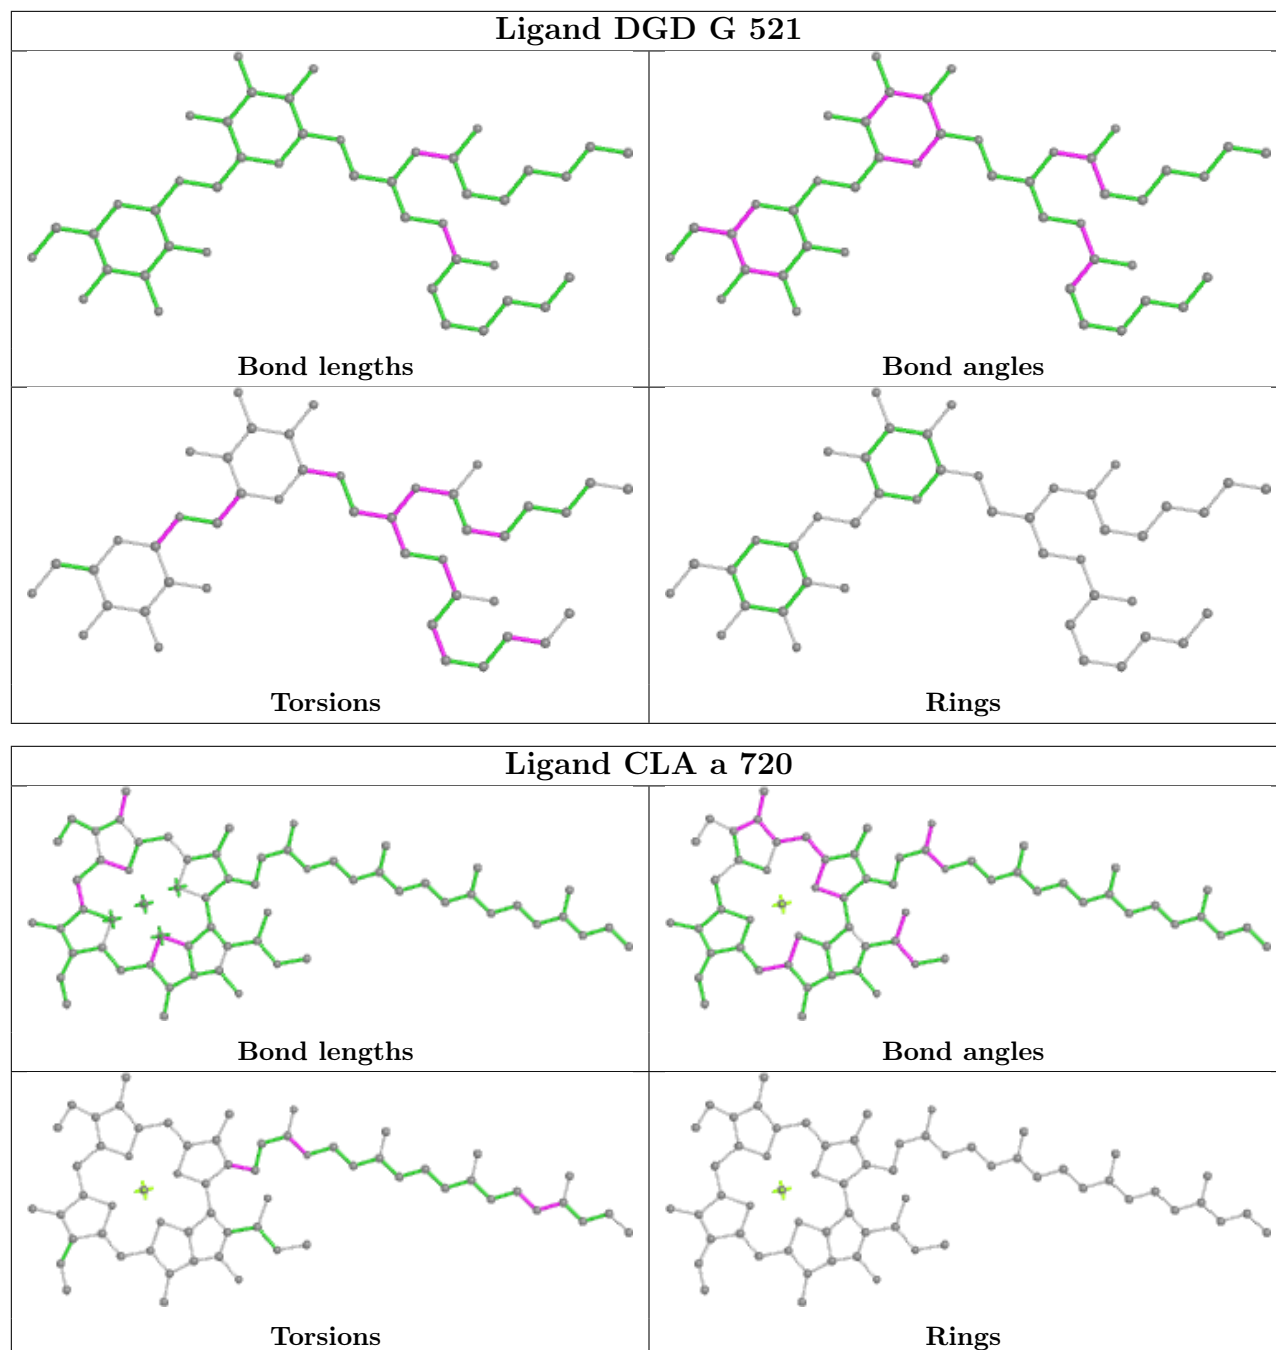 Ligand DGD G 521
Bond lengths
Bond angles
Torsions
Rings
Ligand CLA a 720
Bond lengths
Bond angles
Torsions
Rings